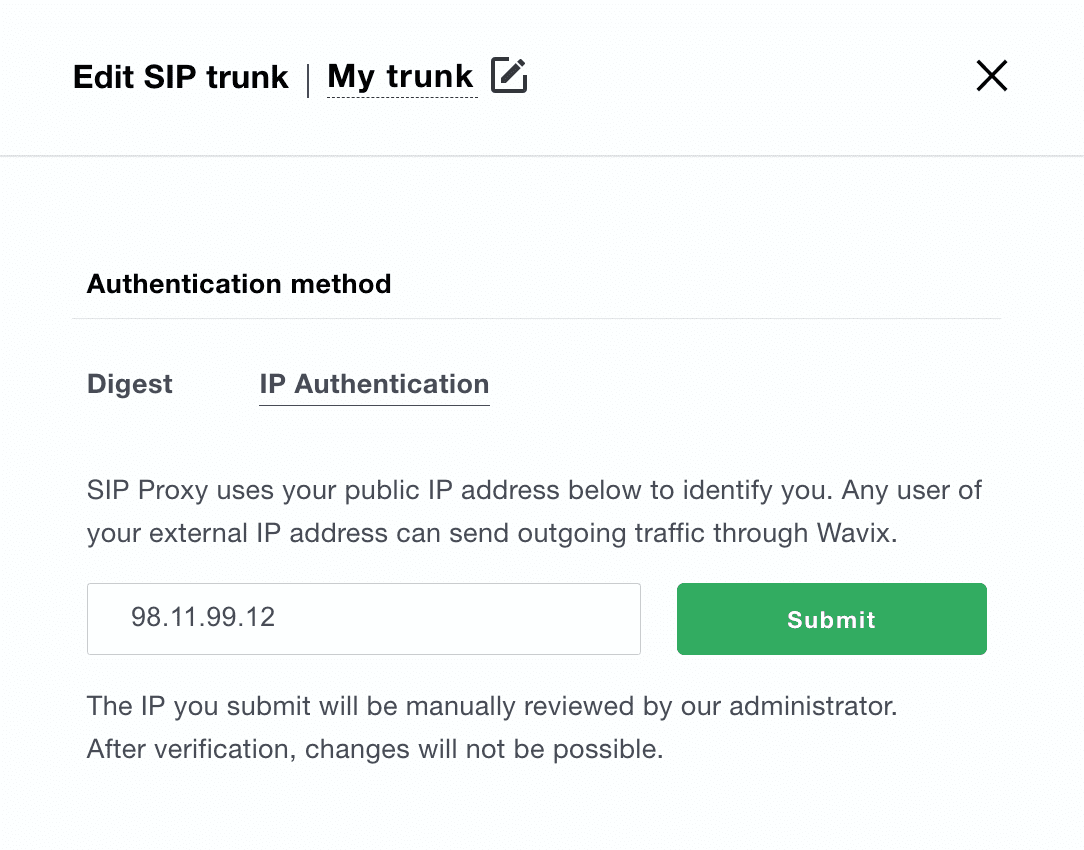 Edit SIP trunk | My trunk
Authentication method
Digest IP Authentication
SIP Proxy uses your public IP address below to identify you. Any user of
your external IP address can send outgoing traffic through Wavix.
98.11.99.12 Submit
The IP you submit will be manually reviewed by our administrator.
After verification, changes will not be possible.